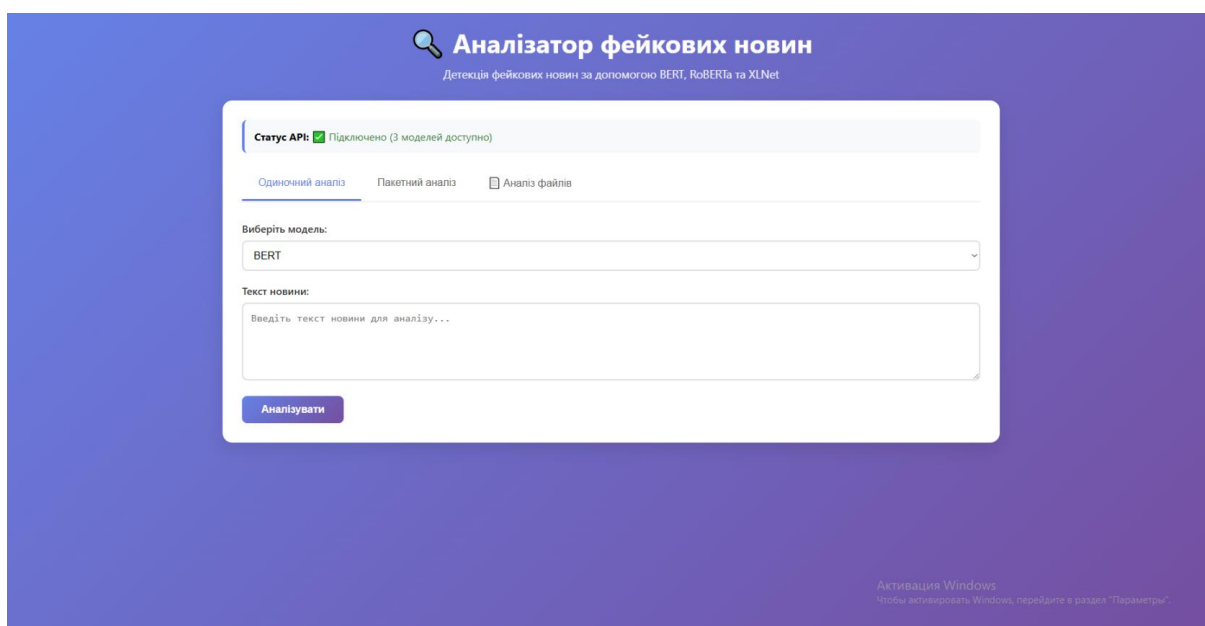 Аналізатор фейкових новин
Детекція фейкових новин за допомогою BERT, RoBERTa та XLNet
Статус API: ✅ Підключено (3 моделей доступно)
Одиночний аналіз Пакетний аналіз Аналіз файлів
Виберіть модель:
BERT
Текст новини:
Введіть текст новини для аналізу...
Аналізувати
Активация Windows
Чтобы активировать Windows, перейдите в раздел "Параметры".